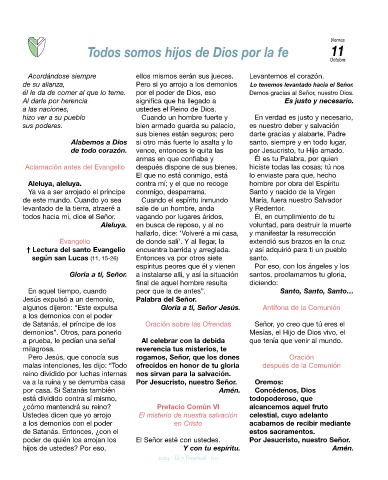 Todos somos hijos de Dios por la fe
Viernes
11
Octubre
Acordándose siempre
de su alianza,
él le da de comer al que lo teme.
Al darle por herencia
a las naciones,
hizo ver a su pueblo
sus poderes.
Alabemos a Dios
de todo corazón.
Aclamación antes del Evangelio
Aleluya, aleluya.
Ya va a ser arrojado el príncipe
de este mundo. Cuando yo sea
levantado de la tierra, atraeré a
todos hacia mí, dice el Señor.
Aleluya.
Evangelio
† Lectura del santo Evangelio
según san Lucas (11, 15-26)
Gloria a ti, Señor.
En aquel tiempo, cuando
Jesús expulsó a un demonio,
algunos dijeron: “Este expulsa
a los demonios con el poder
de Satanás, el príncipe de los
demonios”. Otros, para ponerlo
a prueba, le pedían una señal
milagrosa.
Pero Jesús, que conocía sus
malas intenciones, les dijo: “Todo
reino dividido por luchas internas
va a la ruina y se derrumba casa
por casa. Si Satanás también
está dividido contra sí mismo,
¿cómo mantendrá su reino?
Ustedes dicen que yo arrojo
a los demonios con el poder
de Satanás. Entonces, ¿con el
poder de quién los arrojan los
hijos de ustedes? Por eso,
ellos mismos serán sus jueces.
Pero si yo arrojo a los demonios
por el poder de Dios, eso
significa que ha llegado a
ustedes el Reino de Dios.
Cuando un hombre fuerte y
bien armado guarda su palacio,
sus bienes están seguros; pero
si otro más fuerte lo asalta y lo
vence, entonces le quita las
armas en que confiaba y
después dispone de sus bienes.
El que no está conmigo, está
contra mí; y el que no recoge
conmigo, desparrama.
Cuando el espíritu inmundo
sale de un hombre, anda
vagando por lugares áridos,
en busca de reposo, y al no
hallarlo, dice: ‘Volveré a mi casa,
de donde salí’. Y al llegar, la
encuentra barrida y arreglada.
Entonces va por otros siete
espíritus peores que él y vienen
a instalarse allí, y así la situación
final de aquel hombre resulta
peor que la de antes”.
Palabra del Señor.
Gloria a ti, Señor Jesús.
Oración sobre las Ofrendas
Al celebrar con la debida
reverencia tus misterios, te
rogamos, Señor, que los dones
ofrecidos en honor de tu gloria
nos sirvan para la salvación.
Por Jesucristo, nuestro Señor.
Amén.
Prefacio Común VI
El misterio de nuestra salvación
en Cristo
El Señor esté con ustedes.
Y con tu espíritu.
Levantemos el corazón.
Lo tenemos levantado hacia el Señor.
Demos gracias al Señor, nuestro Dios.
Es justo y necesario.
En verdad es justo y necesario,
es nuestro deber y salvación
darte gracias y alabarte, Padre
santo, siempre y en todo lugar,
por Jesucristo, tu Hijo amado.
Él es tu Palabra, por quien
hiciste todas las cosas; tú nos
lo enviaste para que, hecho
hombre por obra del Espíritu
Santo y nacido de la Virgen
María, fuera nuestro Salvador
y Redentor.
Él, en cumplimiento de tu
voluntad, para destruir la muerte
y manifestar la resurrección
extendió sus brazos en la cruz
y así adquirió para ti un pueblo
santo.
Por eso, con los ángeles y los
santos, proclamamos tu gloria,
diciendo:
Santo, Santo, Santo…
Antífona de la Comunión
Señor, yo creo que tú eres el
Mesías, el Hijo de Dios vivo, el
que tenía que venir al mundo.
Oración
después de la Comunión
Oremos:
Concédenos, Dios
todopoderoso, que
alcancemos aquel fruto
celestial, cuyo adelanto
acabamos de recibir mediante
estos sacramentos.
Por Jesucristo, nuestro Señor.
Amén.